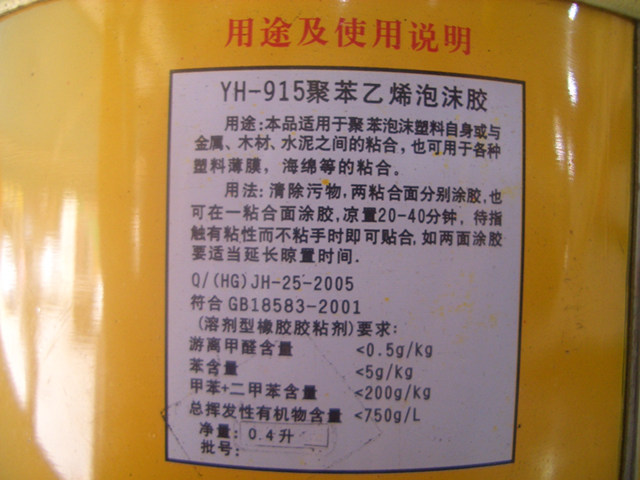 用途及使用说明
YH-915聚苯乙烯泡沫胶
用途:本品适用于聚苯泡沫塑料自身或与
金属、木材、水泥之间的粘合，也可用于各种
塑料薄膜，海绵等的粘合。
用法:清除污物,两粘合面分别涂胶,也
可在一粘合面涂胶,凉置20-40分钟，待指
触有粘性而不粘手时即可贴合,如两面涂胶
要适当延长晾置时间.
Q/(HG)JH-25-2005
符合GB18583-2001
(溶剂型橡胶胶粘剂)要求:
游离甲醛含量 <0.5g/kg
苯含量 <5g/kg
甲苯+二甲苯含量 <200g/kg
总挥发性有机物含量 <750g/L
净量: 0.4升
批号: